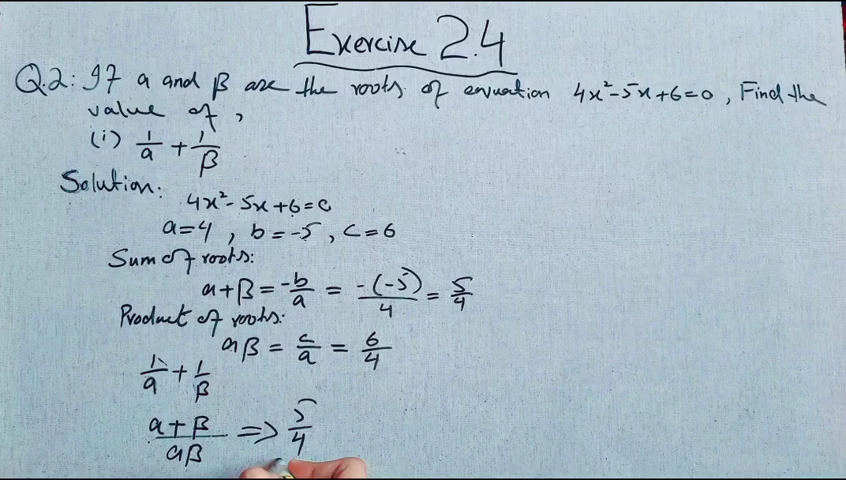 Exercise 2.4
Q.2: If α and β are the roots of equation 4x²-5x+6=0, Find the
value of,
(i) 1/α + 1/β
Solution:
4x²-5x+6=0
a=4, b=-5, c=6
Sum of roots:
α+β = -b/a = -(-5)/4 = 5/4
Product of roots:
αβ = c/a = 6/4
1/α + 1/β
α+β/αβ => 5/4